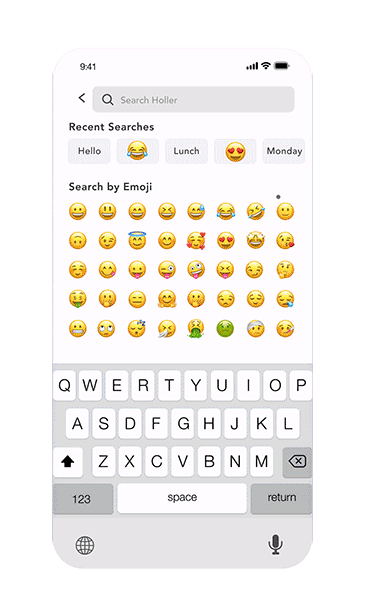 9:41
Search Holler
Recent Searches
Hello Lunch Monday
Search by Emoji
Q W E R T Y U I O P
A S D F G H J K L
Z X C V B N M
123 space return